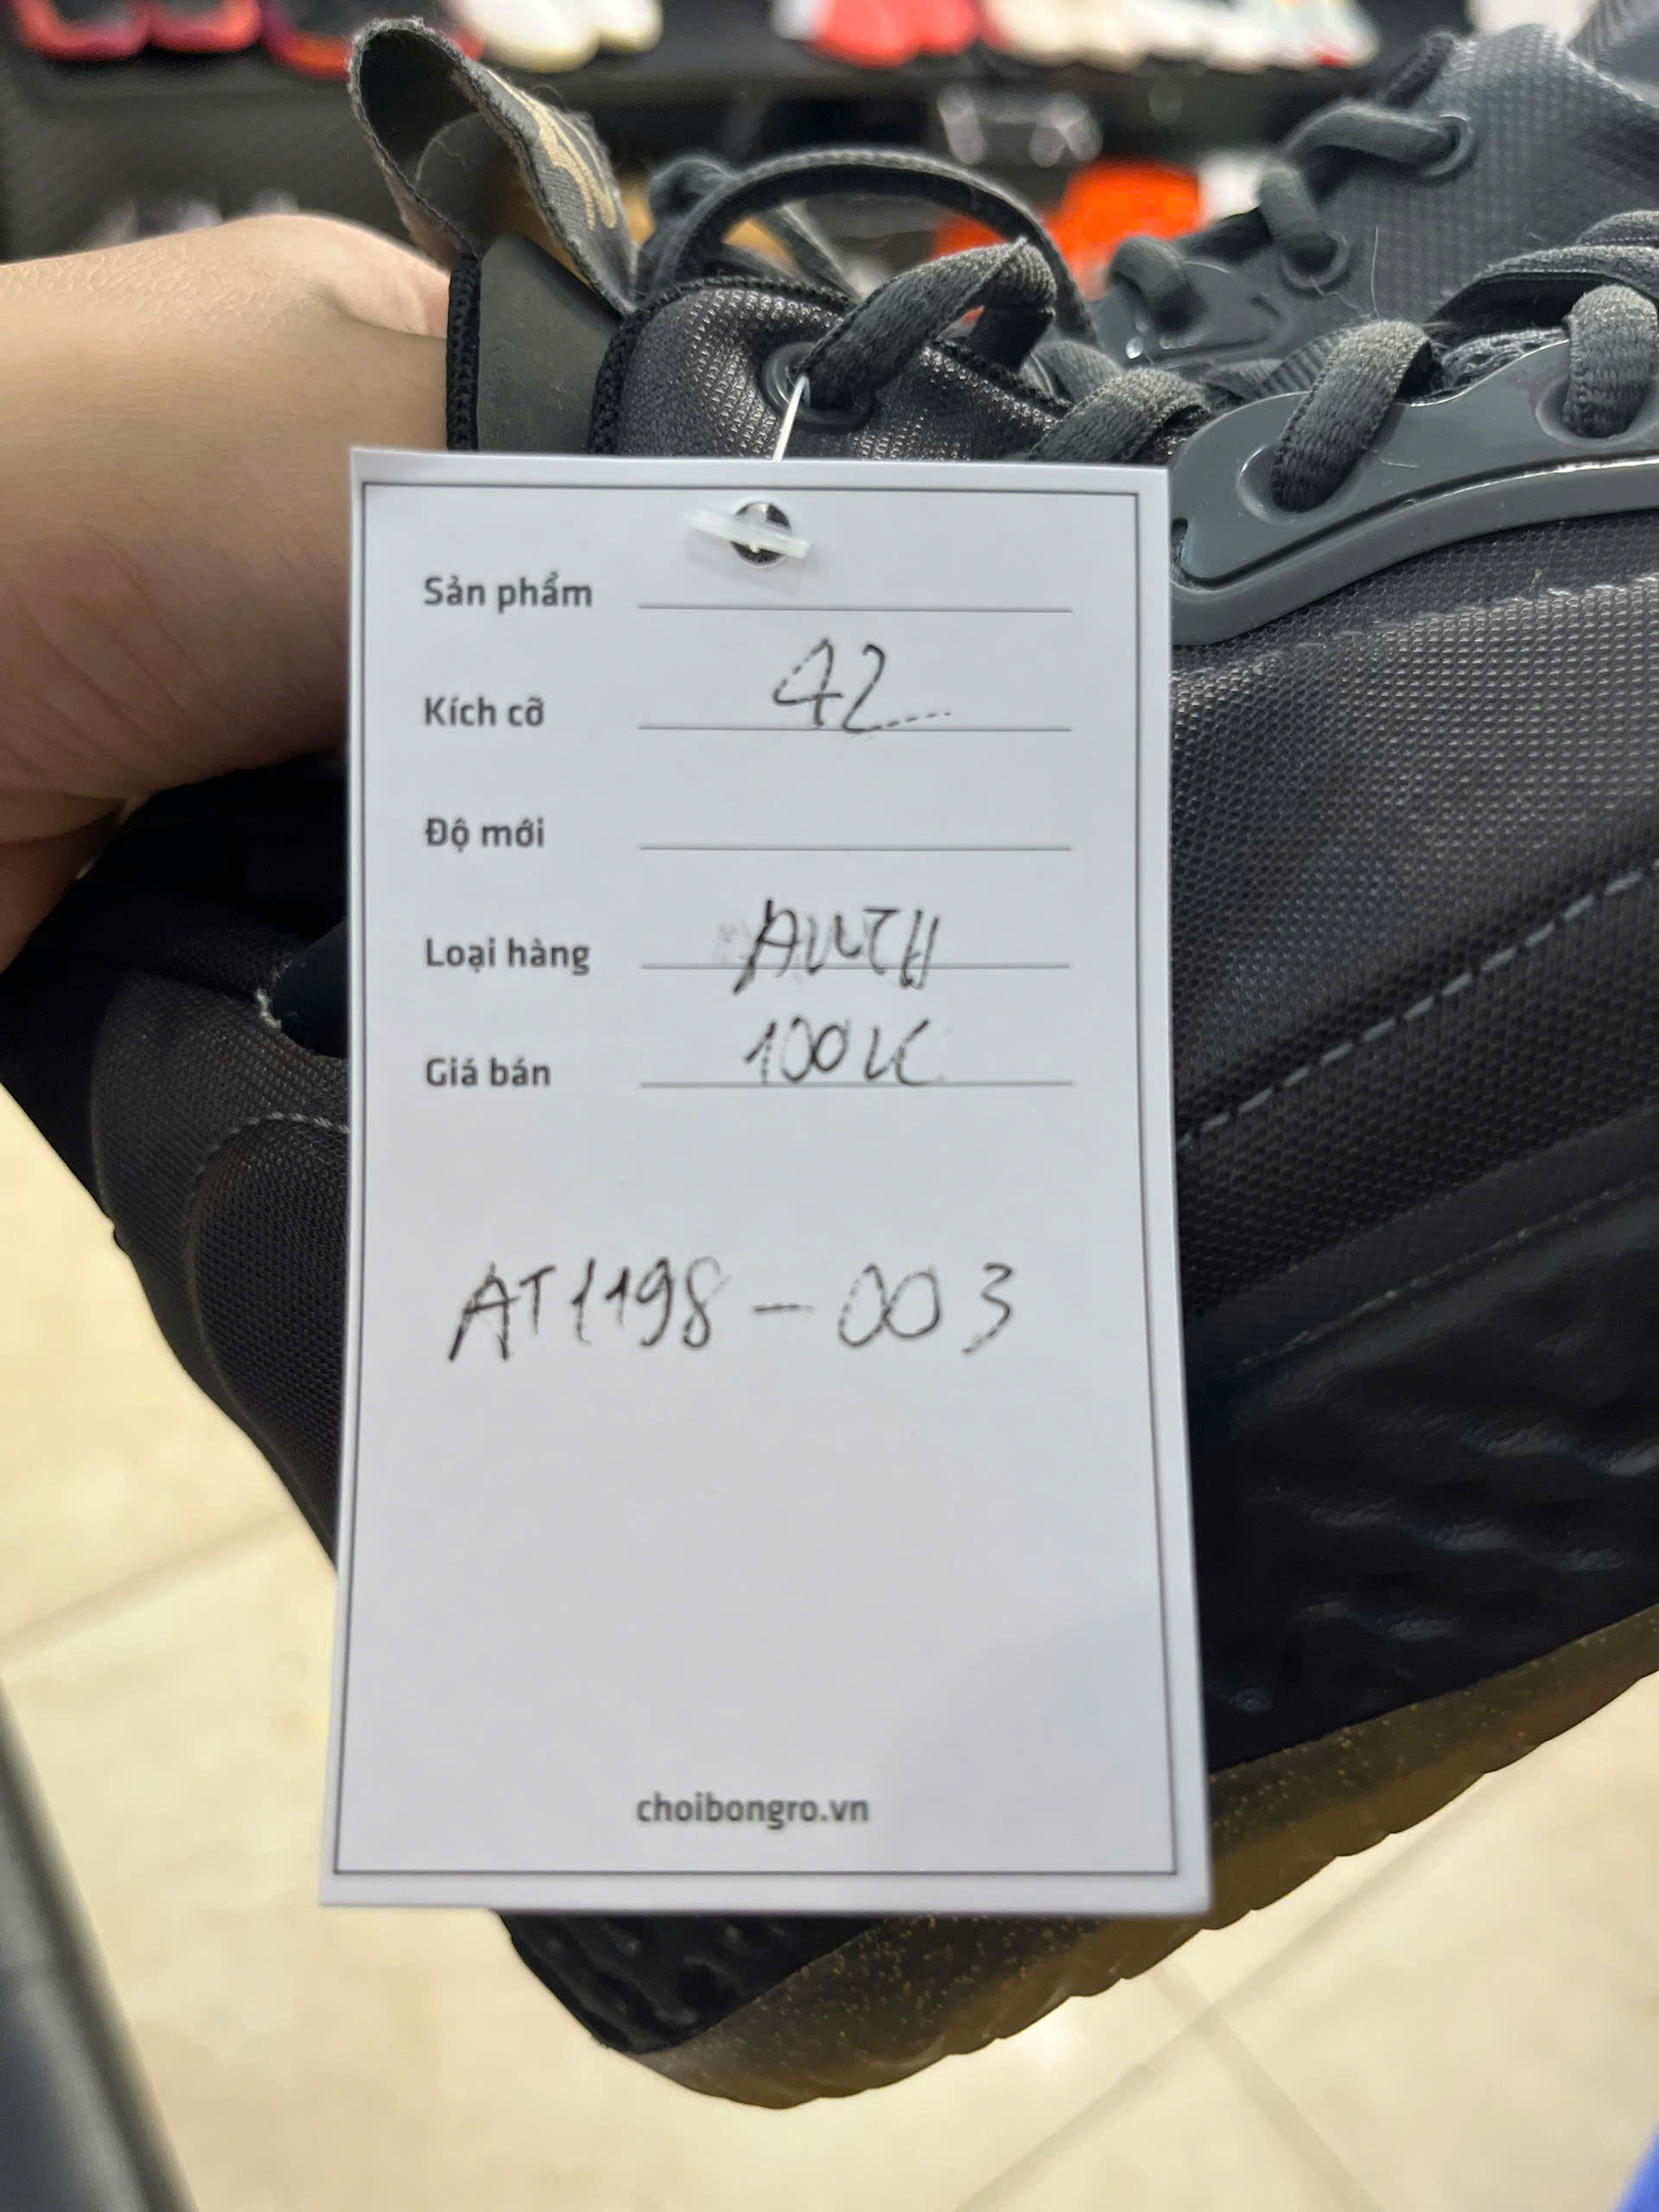 Sản phẩm
Kích cỡ 42
Độ mới
Loại hàng AUTH
Giá bán 100K
AT1198-003
choibongro.vn